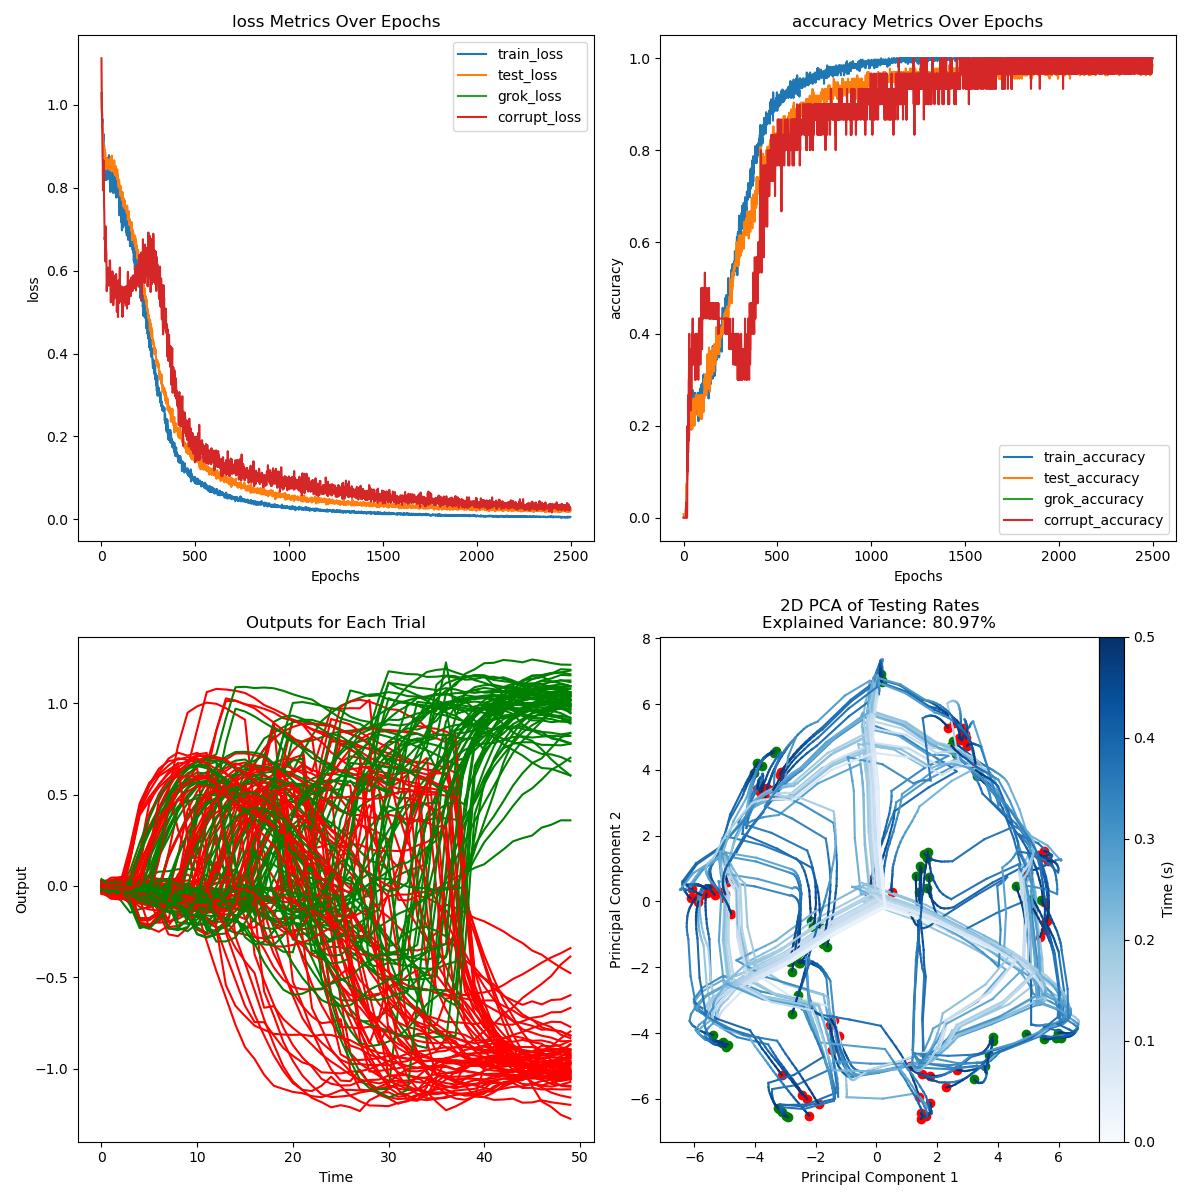 loss Metrics Over Epochs
train_loss
test_loss
grok_loss
corrupt_loss
1.0
0.8
0.6
0.4
0.2
0.0
loss
0 500 1000 1500 2000 2500
Epochs
accuracy Metrics Over Epochs
1.0
0.8
0.6
0.4
0.2
0.0
accuracy
train_accuracy
test_accuracy
grok_accuracy
corrupt_accuracy
0 500 1000 1500 2000 2500
Epochs
Outputs for Each Trial
1.0
0.5
0.0
−0.5
−1.0
Output
0 10 20 30 40 50
Time
2D PCA of Testing Rates
Explained Variance: 80.97%
8
6
4
2
0
−2
−4
−6
Principal Component 2
−6 −4 −2 0 2 4 6
Principal Component 1
0.5
0.4
0.3
0.2
0.1
0.0
Time (s)